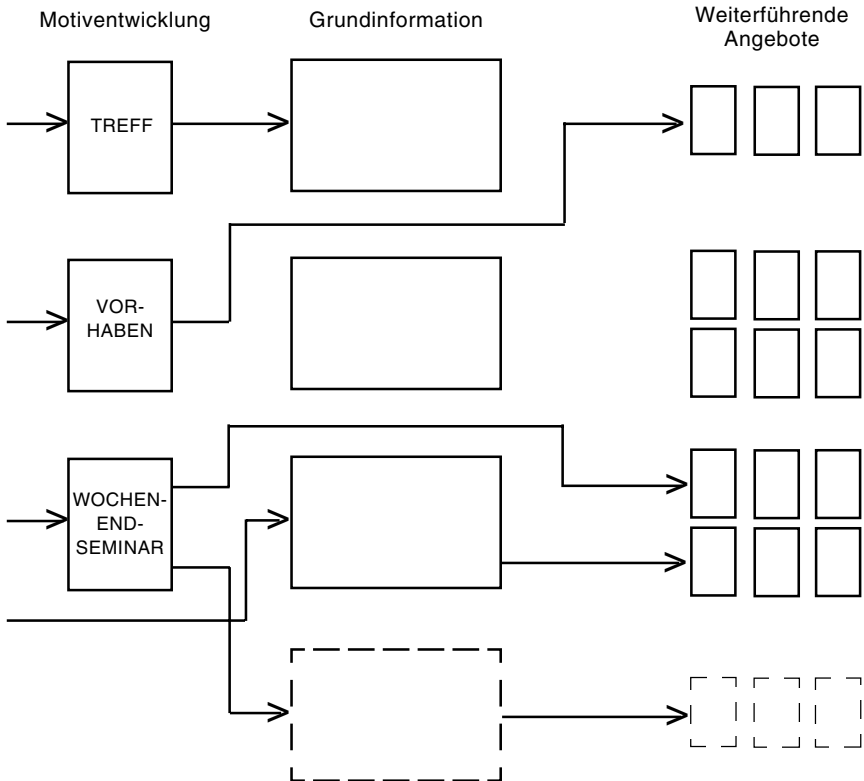 Motiventwicklung
Grundinformation
Weiterführende
Angebote
TREFF
VOR-
HABEN
WOCHEN-
END-
SEMINAR